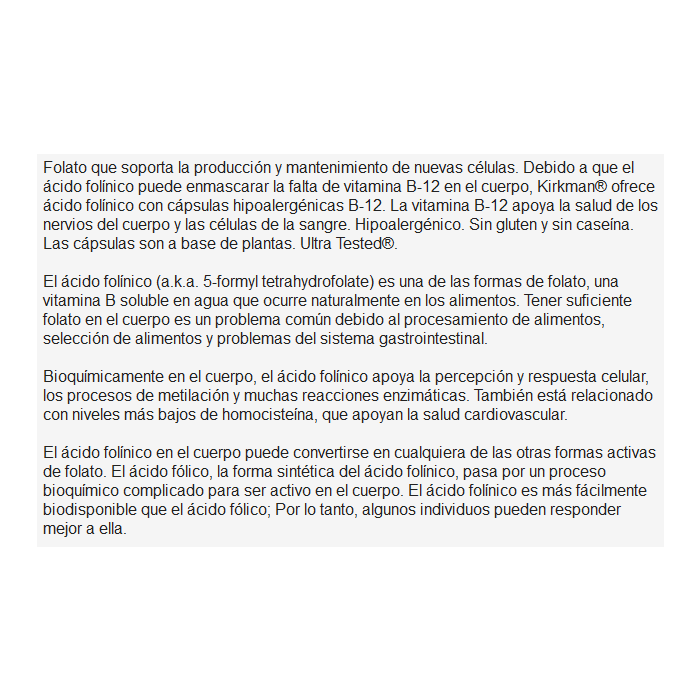 Folato que soporta la producción y mantenimiento de nuevas células. Debido a que el
ácido folínico puede enmascarar la falta de vitamina B-12 en el cuerpo, Kirkman® ofrece
ácido folínico con cápsulas hipoalergénicas B-12. La vitamina B-12 apoya la salud de los
nervios del cuerpo y las células de la sangre. Hipoalergénico. Sin gluten y sin caseína.
Las cápsulas son a base de plantas. Ultra Tested®.
El ácido folínico (a.k.a. 5-formyl tetrahydrofolate) es una de las formas de folato, una
vitamina B soluble en agua que ocurre naturalmente en los alimentos. Tener suficiente
folato en el cuerpo es un problema común debido al procesamiento de alimentos,
selección de alimentos y problemas del sistema gastrointestinal.
Bioquímicamente en el cuerpo, el ácido folínico apoya la percepción y respuesta celular,
los procesos de metilación y muchas reacciones enzimáticas. También está relacionado
con niveles más bajos de homocisteína, que apoyan la salud cardiovascular.
El ácido folínico en el cuerpo puede convertirse en cualquiera de las otras formas activas
de folato. El ácido fólico, la forma sintética del ácido folínico, pasa por un proceso
bioquímico complicado para ser activo en el cuerpo. El ácido folínico es más fácilmente
biodisponible que el ácido fólico; Por lo tanto, algunos individuos pueden responder
mejor a ella.